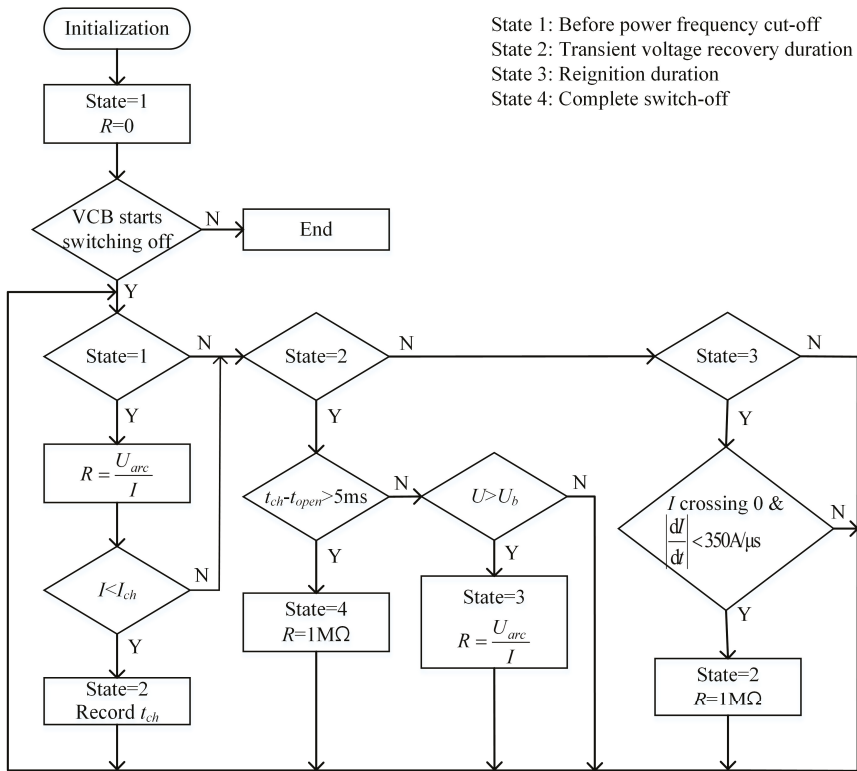 Initialization
State 1: Before power frequency cut-off
State 2: Transient voltage recovery duration
State 3: Reignition duration
State 4: Complete switch-off
State=1
R=0
VCB starts
switching off
N
End
Y
State=1
N
State=2
N
State=3
N
Y
Y
Y
R = U_arc / I
t_ch-t_open>5ms
N
U>U_b
N
I crossing 0 &
|dI/dt| <350A/μs
N
I<I_ch
N
Y
Y
Y
Y
State=4
R=1MΩ
State=3
R = U_arc / I
State=2
Record t_ch
State=2
R=1MΩ